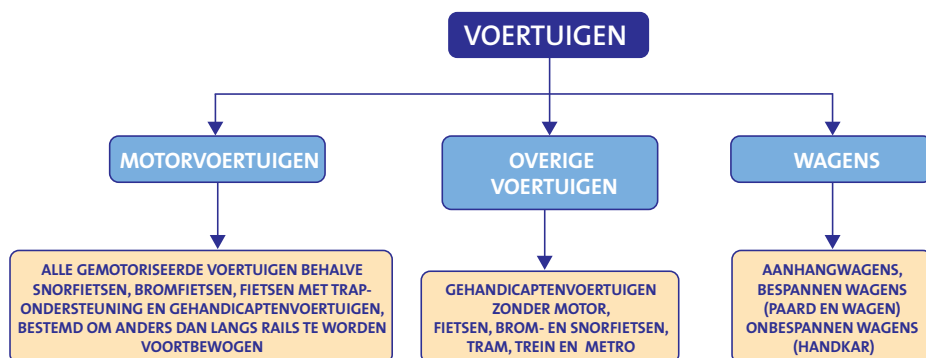 VOERTUIGEN
MOTORVOERTUIGEN
OVERIGE
VOERTUIGEN
WAGENS
ALLE GEMOTORISEERDE VOERTUIGEN BEHALVE
SNORFIETSEN, BROMFIETSEN, FIETSEN MET TRAP-
ONDERSTEUNING EN GEHANDICAPTENVOERTUIGEN,
BESTEMD OM ANDERS DAN LANGS RAILS TE WORDEN
VOORTBEWOGEN
GEHANDICAPTENVOERTUIGEN
ZONDER MOTOR,
FIETSEN, BROM- EN SNORFIETSEN,
TRAM, TREIN EN METRO
AANHANGWAGENS,
BESPANNEN WAGENS
(PAARD EN WAGEN)
ONBESPANNEN WAGENS
(HANDKAR)